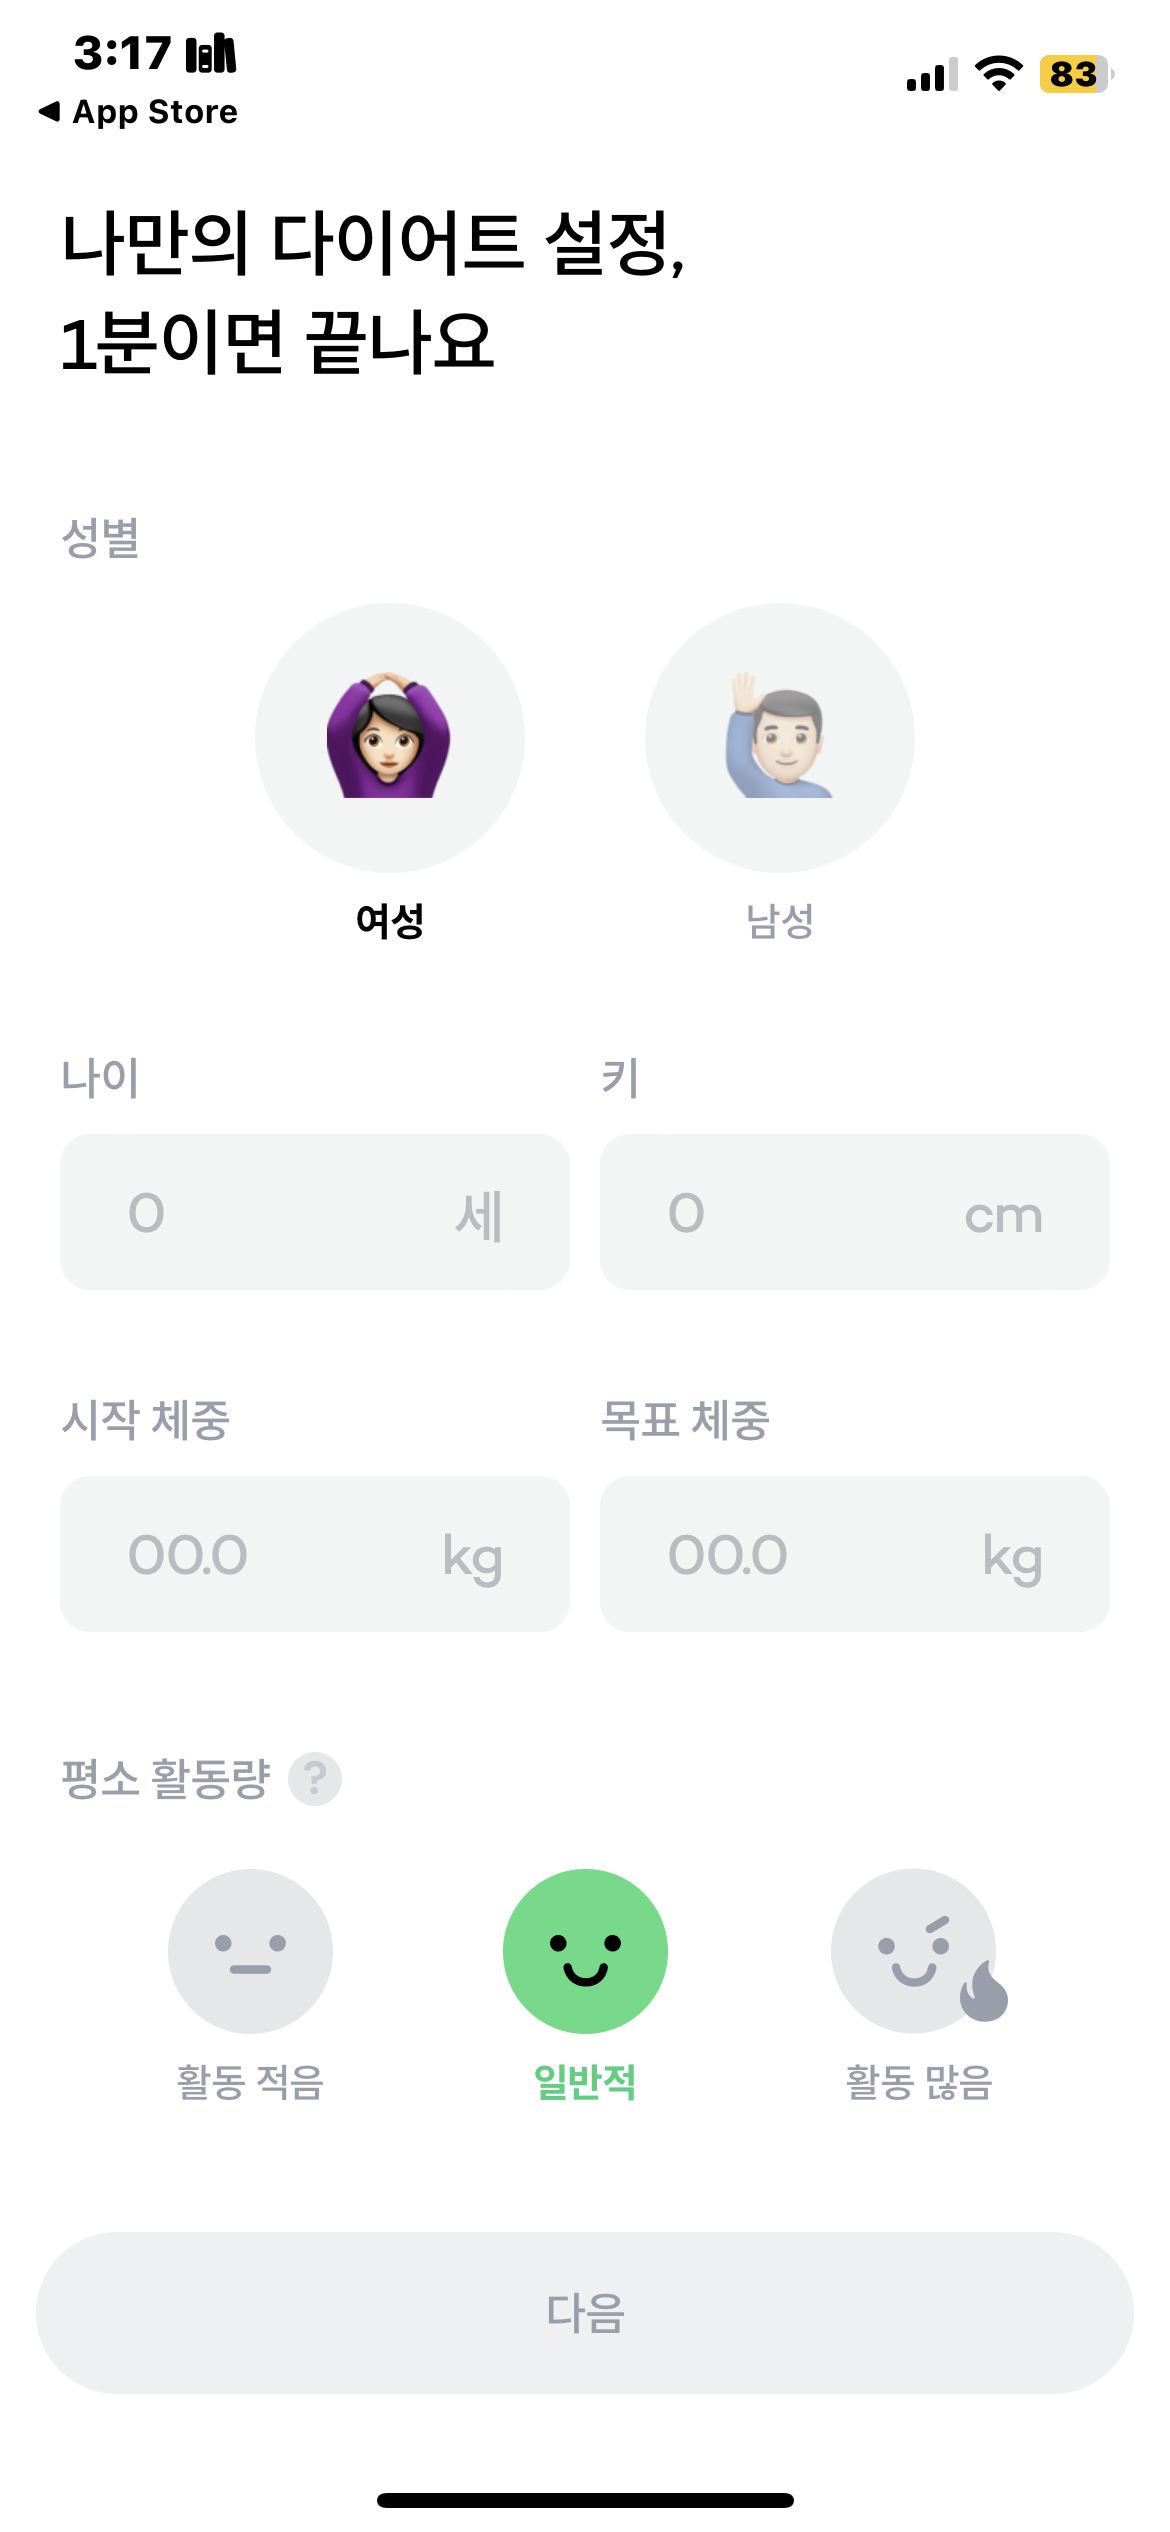 3:17
83
◀ App Store
나만의 다이어트 설정,
1분이면 끝나요
성별
여성 남성
나이 키
0 세 0 cm
시작 체중 목표 체중
00.0 kg 00.0 kg
평소 활동량 ?
활동 적음 일반적 활동 많음
다음